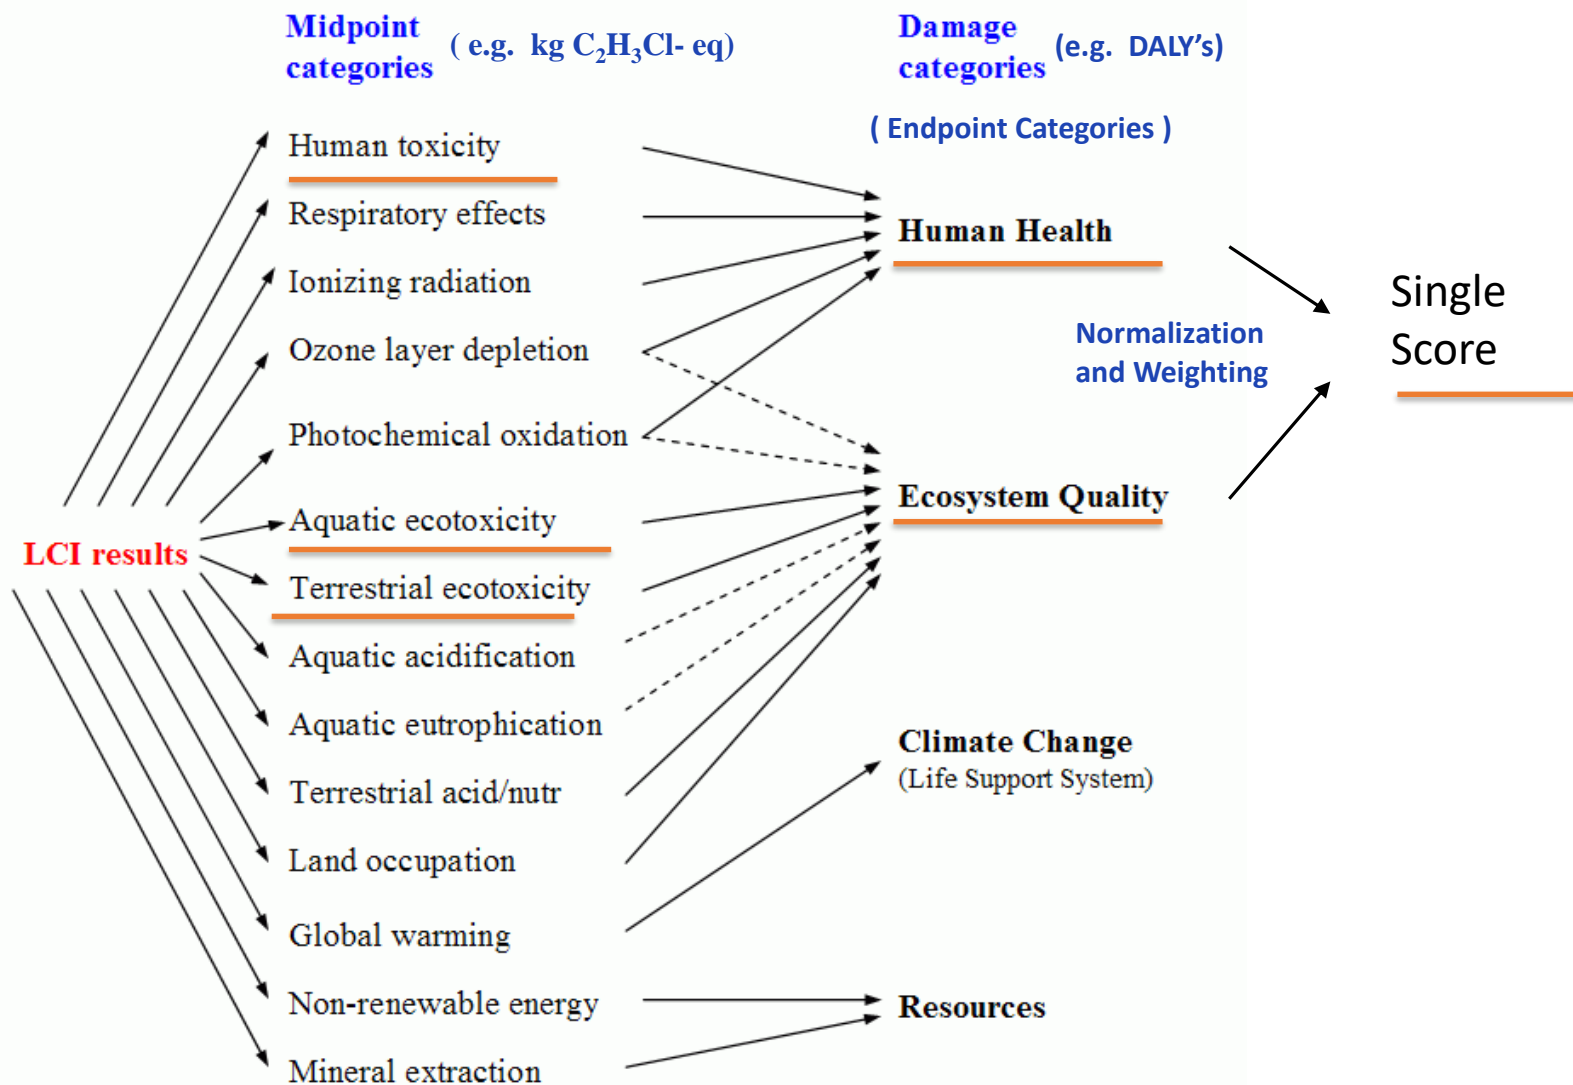 Midpoint
categories
( e.g. kg C₂H₃Cl- eq)
Damage
categories
(e.g. DALY's)
( Endpoint Categories )
Human toxicity
Respiratory effects
Ionizing radiation
Ozone layer depletion
Photochemical oxidation
Aquatic ecotoxicity
Terrestrial ecotoxicity
Aquatic acidification
Aquatic eutrophication
Terrestrial acid/nutr
Land occupation
Global warming
Non-renewable energy
Mineral extraction
LCI results
Human Health
Ecosystem Quality
Climate Change
(Life Support System)
Resources
Normalization
and Weighting
Single
Score